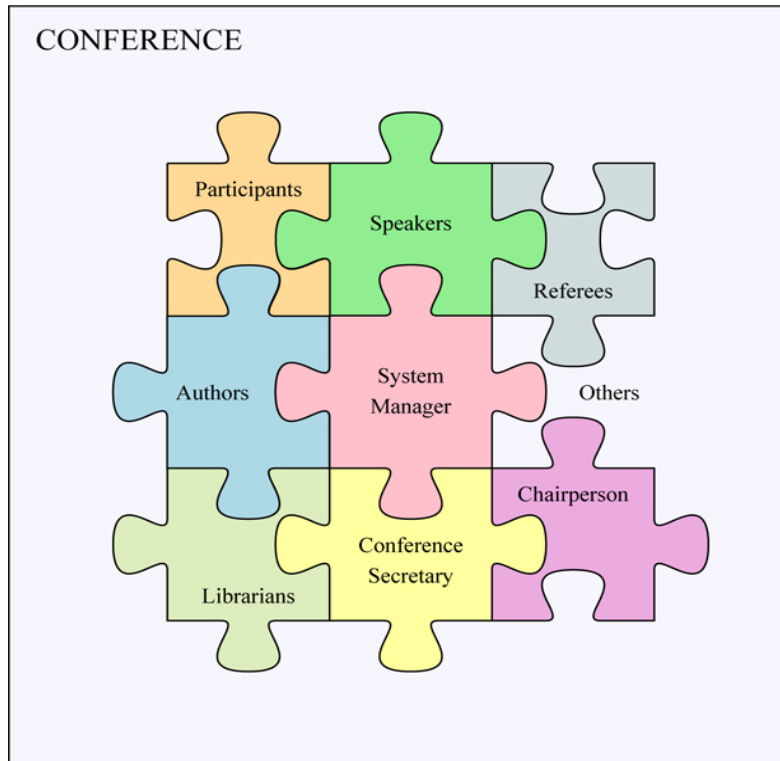 CONFERENCE
Participants
Speakers
Referees
Authors
System
Manager
Others
Chairperson
Librarians
Conference
Secretary